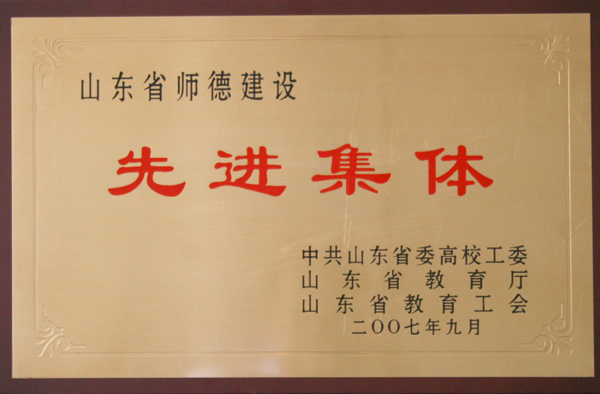 山东省师德建设
先进集体
中共山东省委高校工委
山东省教育厅
山东省教育工会
二〇〇七年九月